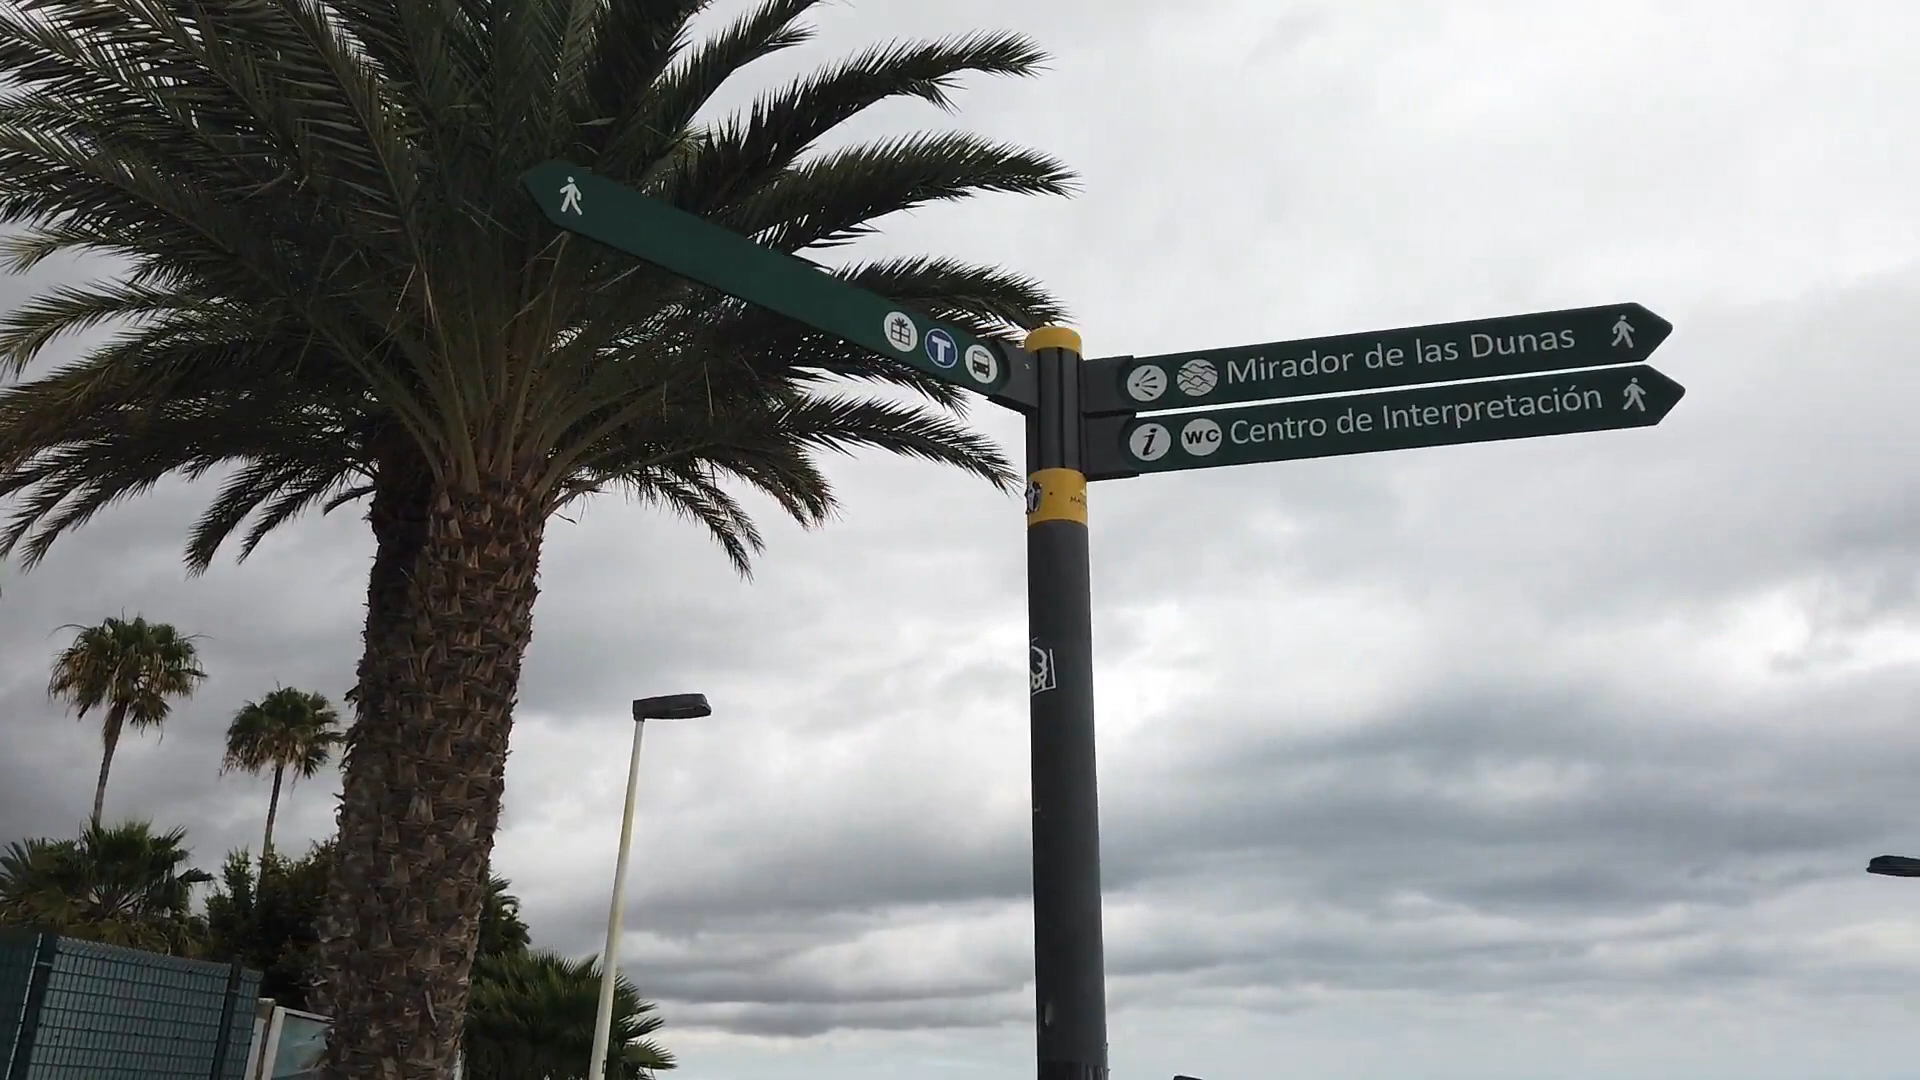 T
Mirador de las Dunas
i WC Centro de Interpretación